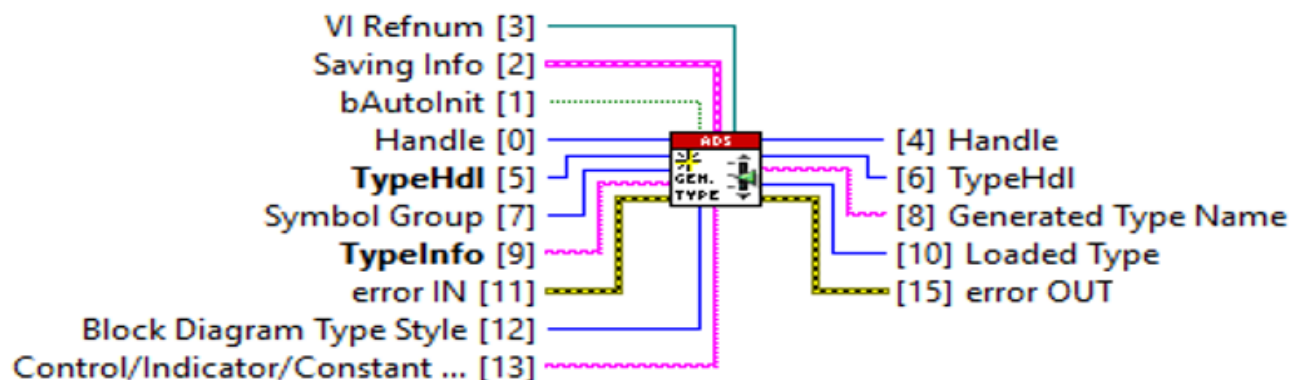 VI Refnum [3]
Saving Info [2]
bAutoInit [1]
Handle [0]
TypeHdl [5]
Symbol Group [7]
TypeInfo [9]
error IN [11]
Block Diagram Type Style [12]
Control/Indicator/Constant ... [13]
ADS
GEN.
TYPE
[4] Handle
[6] TypeHdl
[8] Generated Type Name
[10] Loaded Type
[15] error OUT